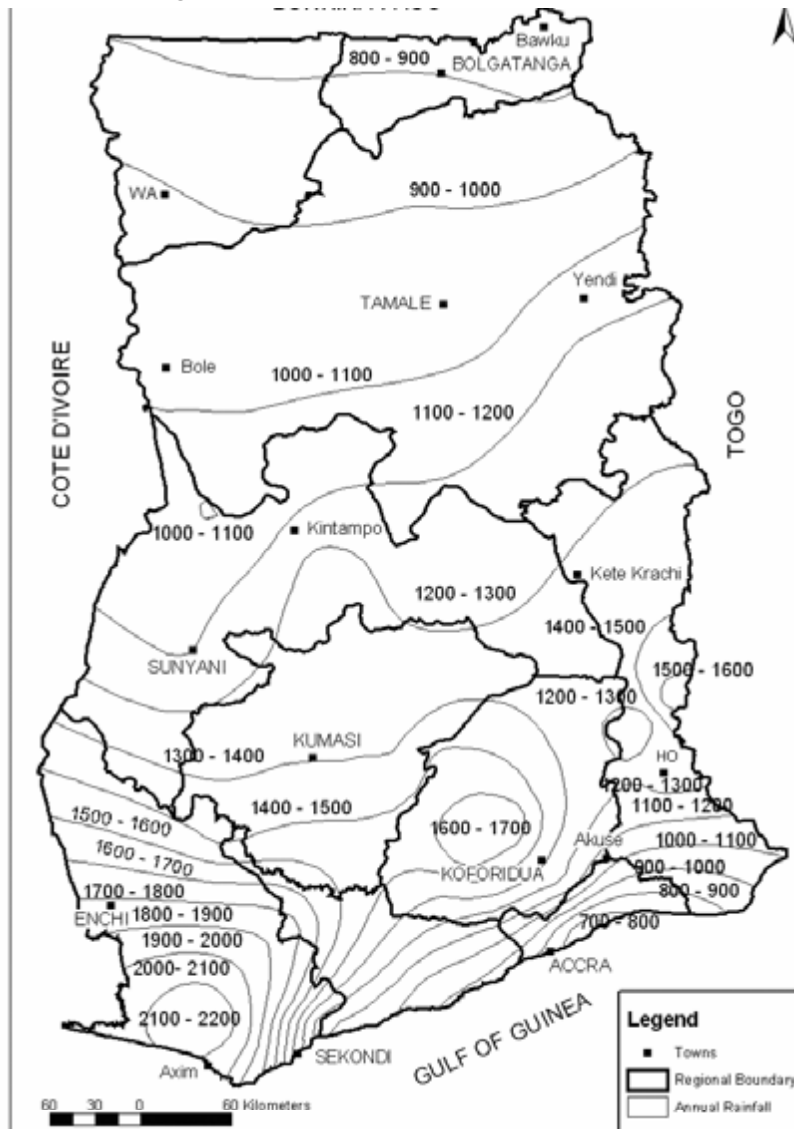 Bawku
800 - 900
BOLGATANGA
WA
900 - 1000
Yendi
TAMALE
Bole
1000 - 1100
1100 - 1200
COTE D'IVOIRE
TOGO
1000 - 1100
Kintampo
Kete Krachi
1200 - 1300
1400 - 1500
SUNYANI
1500 - 1600
1200 - 1300
KUMASI
1300 - 1400
HO
1200 - 1300
1400 - 1500
1100 - 1200
1500 - 1600
1600 - 1700
1000 - 1100
Akuse
1600 - 1700
KOFORIDUA
900 - 1000
1700 - 1800
800 - 900
ENCHI
1800 - 1900
700 - 800
1900 - 2000
ACCRA
2000- 2100
2100 - 2200
GULF OF GUINEA
SEKONDI
Axim
Legend
Towns
Regional Boundary
Annual Rainfall
60 30 0 60 Kilometers